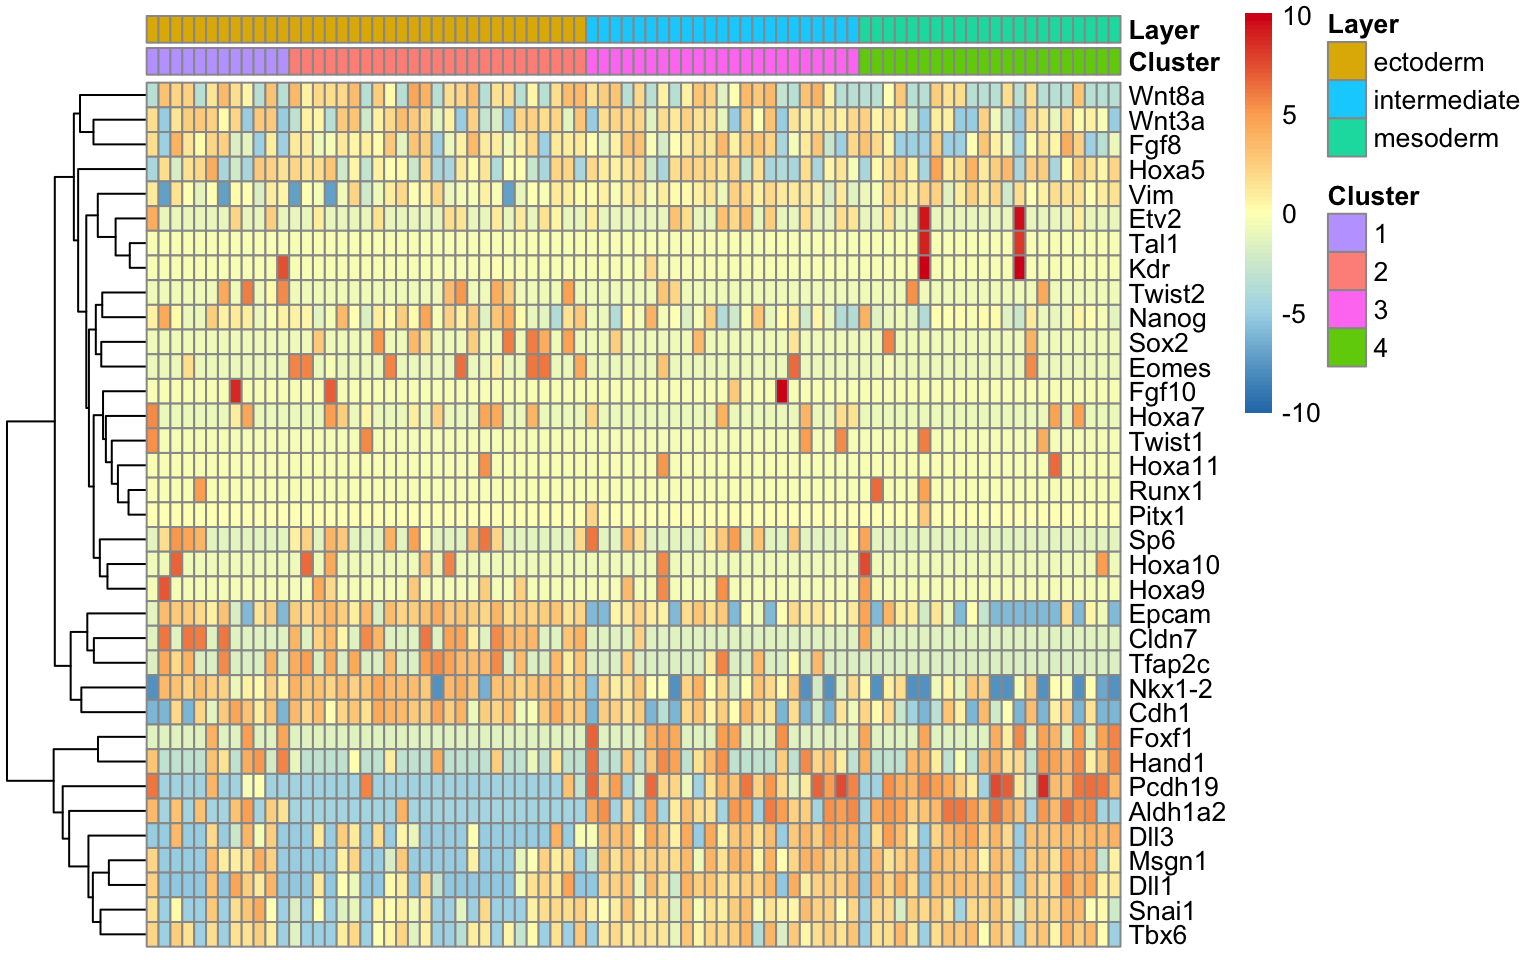 Layer
Cluster
Wnt8a
Wnt3a
Fgf8
Hoxa5
Vim
Etv2
Tal1
Kdr
Twist2
Nanog
Sox2
Eomes
Fgf10
Hoxa7
Twist1
Hoxa11
Runx1
Pitx1
Sp6
Hoxa10
Hoxa9
Epcam
Cldn7
Tfap2c
Nkx1-2
Cdh1
Foxf1
Hand1
Pcdh19
Aldh1a2
Dll3
Msgn1
Dll1
Snai1
Tbx6
10
5
0
-5
-10
Layer
ectoderm
intermediate
mesoderm
Cluster
1
2
3
4